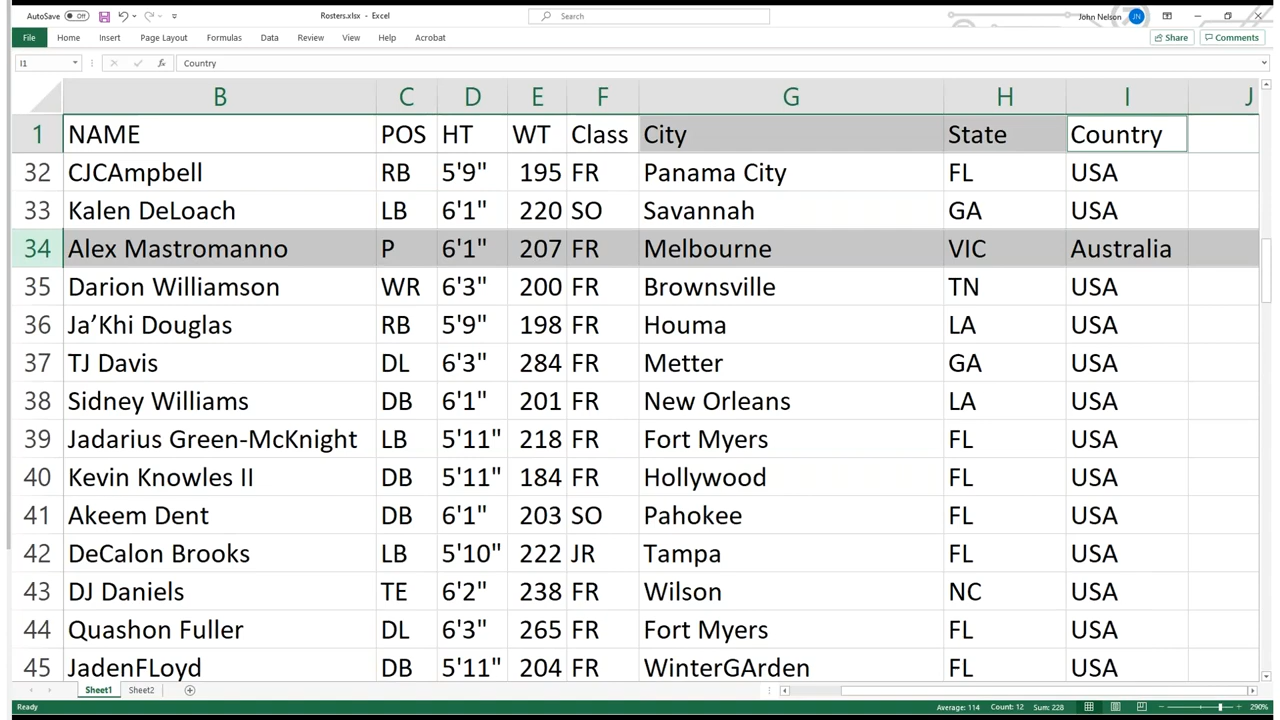 AutoSave Off Rosters.xlsx - Excel Search John Nelson JN
File Home Insert Page Layout Formulas Data Review View Help Acrobat Share Comments
I1 fx Country
B C D E F G H I J
1 NAME POS HT WT Class City State Country
32 CJCAmpbell RB 5'9" 195 FR Panama City FL USA
33 Kalen DeLoach LB 6'1" 220 SO Savannah GA USA
34 Alex Mastromanno P 6'1" 207 FR Melbourne VIC Australia
35 Darion Williamson WR 6'3" 200 FR Brownsville TN USA
36 Ja’Khi Douglas RB 5'9" 198 FR Houma LA USA
37 TJ Davis DL 6'3" 284 FR Metter GA USA
38 Sidney Williams DB 6'1" 201 FR New Orleans LA USA
39 Jadarius Green-McKnight LB 5'11" 218 FR Fort Myers FL USA
40 Kevin Knowles II DB 5'11" 184 FR Hollywood FL USA
41 Akeem Dent DB 6'1" 203 SO Pahokee FL USA
42 DeCalon Brooks LB 5'10" 222 JR Tampa FL USA
43 DJ Daniels TE 6'2" 238 FR Wilson NC USA
44 Quashon Fuller DL 6'3" 265 FR Fort Myers FL USA
45 JadenFLoyd DB 5'11" 204 FR WinterGArden FL USA
Sheet1 Sheet2
Ready Average: 114 Count: 12 Sum: 228 290%